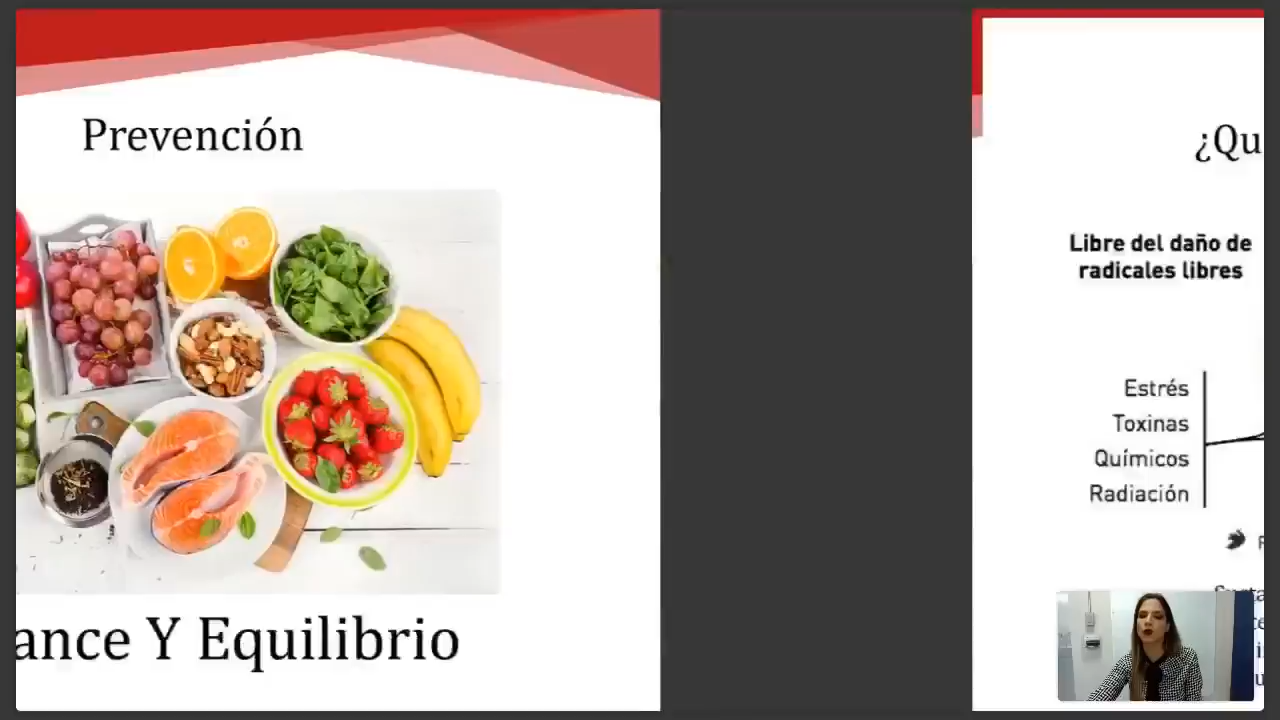 Prevención
ance Y Equilibrio
¿Qu
Libre del daño de
radicales libres
Estrés
Toxinas
Químicos
Radiación